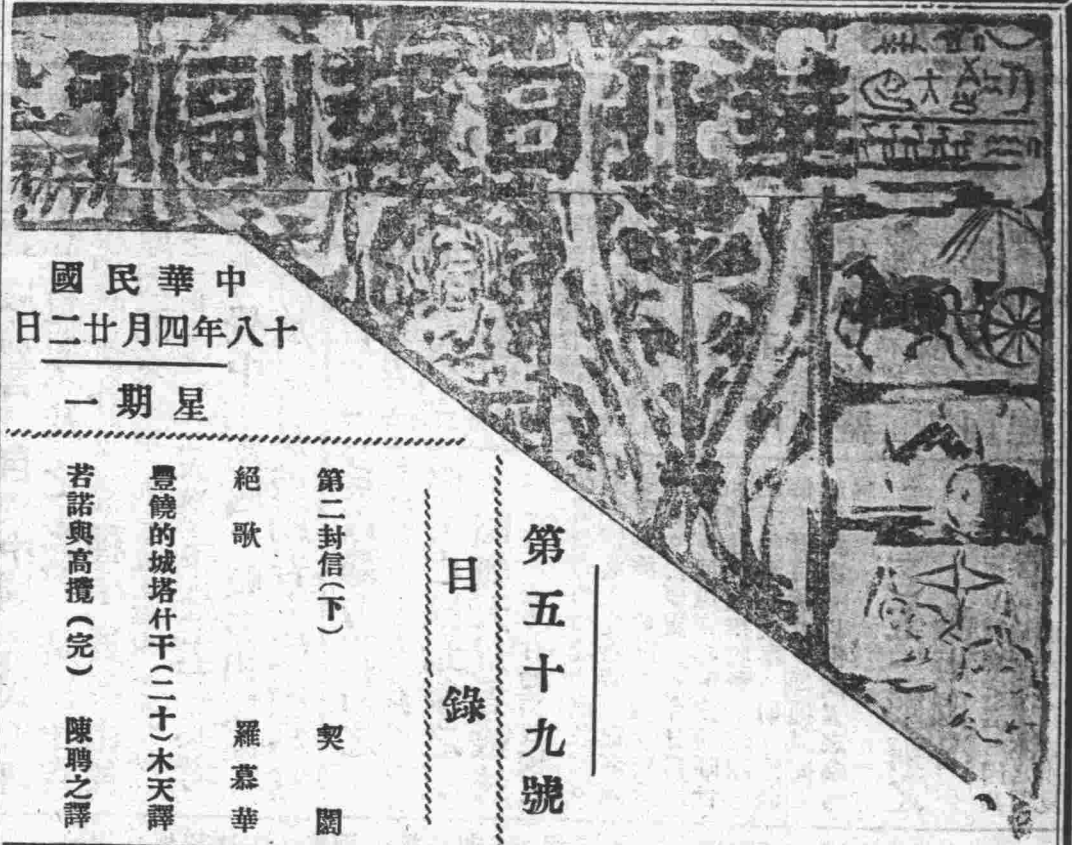 華北日報副刊
中華民國
十八年四月廿二日
星期一
第五十九號
目錄
第二封信(下) 契闊
絕歌 羅慕華
豐饒的城塔什干(二十)木天譯
若諾與高攬(完) 陳聘之譯